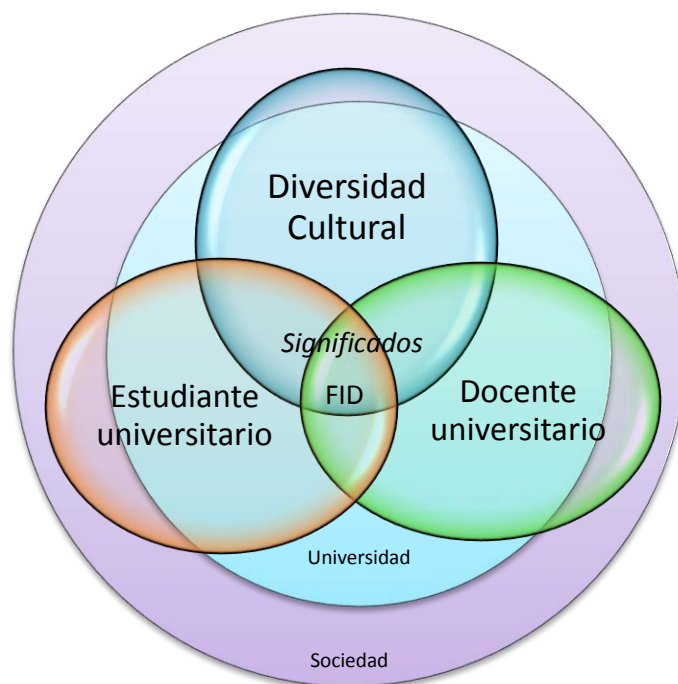 Diversidad
Cultural
Significados
FID
Estudiante
universitario
Docente
universitario
Universidad
Sociedad